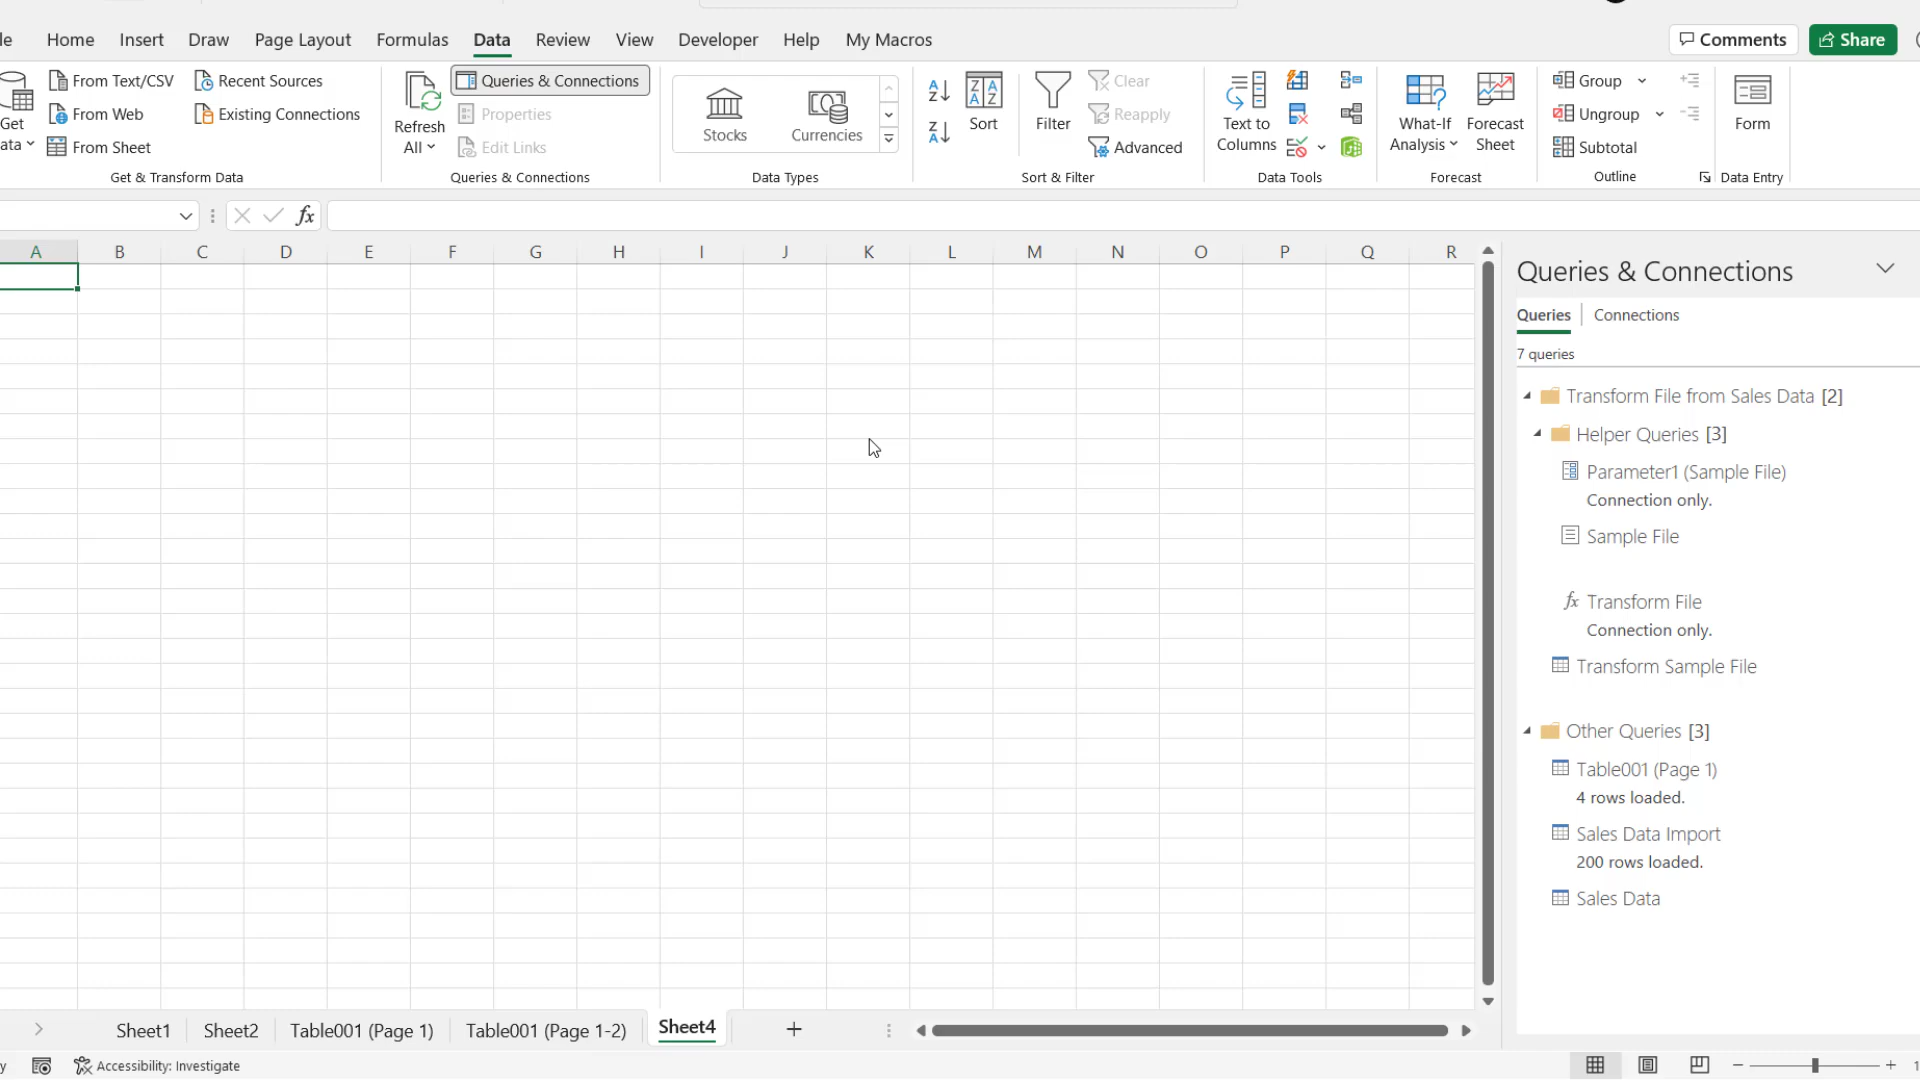 le Home Insert Draw Page Layout Formulas Data Review View Developer Help My Macros Comments Share
Get
ata
From Text/CSV
From Web
From Sheet
Recent Sources
Existing Connections
Get & Transform Data
Refresh
All
Queries & Connections
Properties
Edit Links
Queries & Connections
Stocks
Currencies
Data Types
Sort
Filter
Clear
Reapply
Advanced
Sort & Filter
Text to
Columns
Data Tools
What-If
Analysis
Forecast
Sheet
Forecast
Group
Ungroup
Subtotal
Outline
Form
Data Entry
fx
A B C D E F G H I J K L M N O P Q R
Queries & Connections
Queries Connections
7 queries
Transform File from Sales Data [2]
Helper Queries [3]
Parameter1 (Sample File)
Connection only.
Sample File
fx Transform File
Connection only.
Transform Sample File
Other Queries [3]
Table001 (Page 1)
4 rows loaded.
Sales Data Import
200 rows loaded.
Sales Data
Sheet1 Sheet2 Table001 (Page 1) Table001 (Page 1-2) Sheet4
y Accessibility: Investigate
1